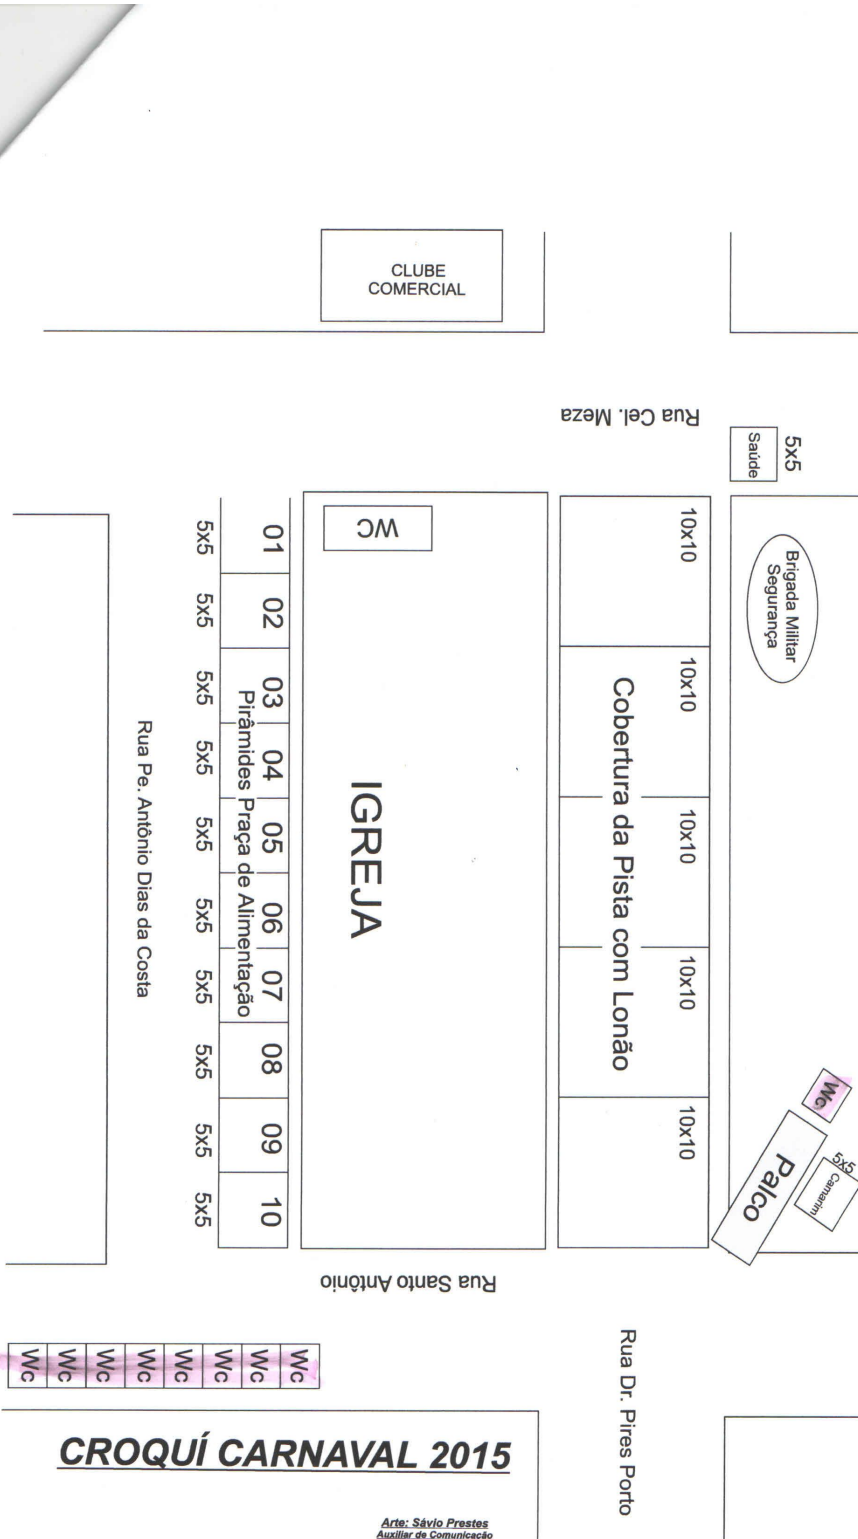 CLUBE
COMERCIAL
Rua Cel. Meza
5x5
Saúde
WC
10x10
10x10
10x10
10x10
10x10
Brigada Militar
Segurança
01
02
03
04
05
06
07
08
09
10
5x5
5x5
5x5
5x5
5x5
5x5
5x5
5x5
5x5
5x5
Pirâmides Praça de Alimentação
Rua Pe. Antônio Dias da Costa
IGREJA
Cobertura da Pista com Lonão
Wc
Palco
5x5
Camarim
Rua Santo Antônio
Rua Dr. Pires Porto
Wc
Wc
Wc
Wc
Wc
Wc
Wc
Wc
CROQUÍ CARNAVAL 2015
Arte: Sávio Prestes
Auxiliar de Comunicação